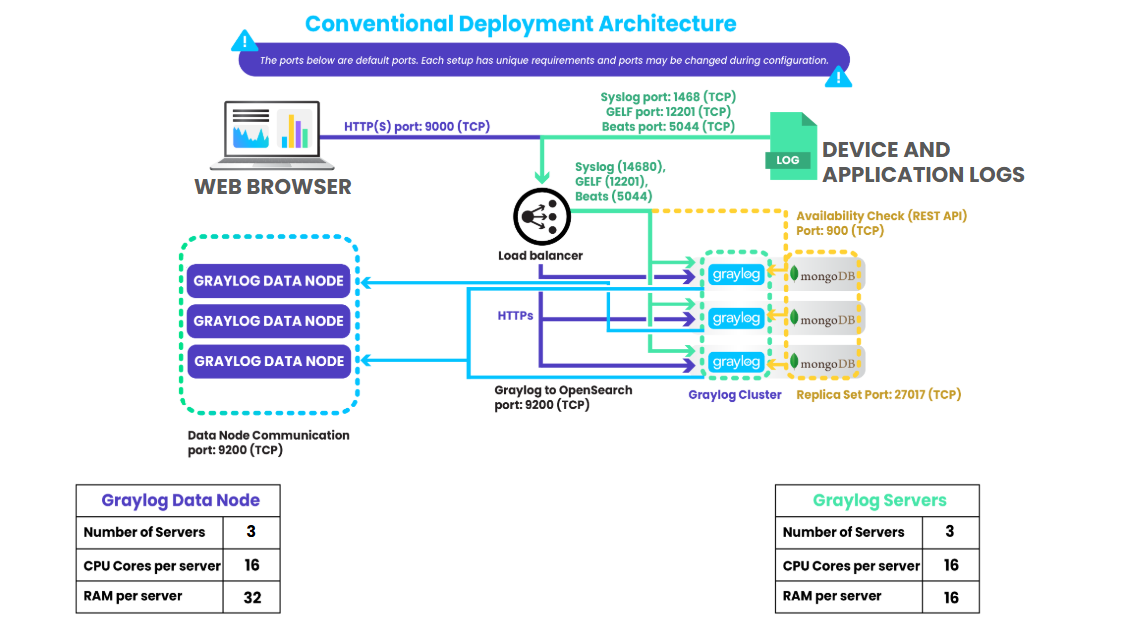 Conventional Deployment Architecture
The ports below are default ports. Each setup has unique requirements and ports may be changed during configuration.
Syslog port: 1468 (TCP)
GELF port: 12201 (TCP)
Beats port: 5044 (TCP)
HTTP(S) port: 9000 (TCP)
LOG
DEVICE AND
APPLICATION LOGS
WEB BROWSER
Syslog (14680),
GELF (12201),
Beats (5044)
Availability Check (REST API)
Port: 900 (TCP)
Load balancer
GRAYLOG DATA NODE
GRAYLOG DATA NODE
GRAYLOG DATA NODE
HTTPs
graylog
mongoDB
graylog
mongoDB
graylog
mongoDB
Graylog to OpenSearch
port: 9200 (TCP)
Graylog Cluster
Replica Set Port: 27017 (TCP)
Data Node Communication
port: 9200 (TCP)
Graylog Data Node
Number of Servers 3
CPU Cores per server 16
RAM per server 32
Graylog Servers
Number of Servers 3
CPU Cores per server 16
RAM per server 16